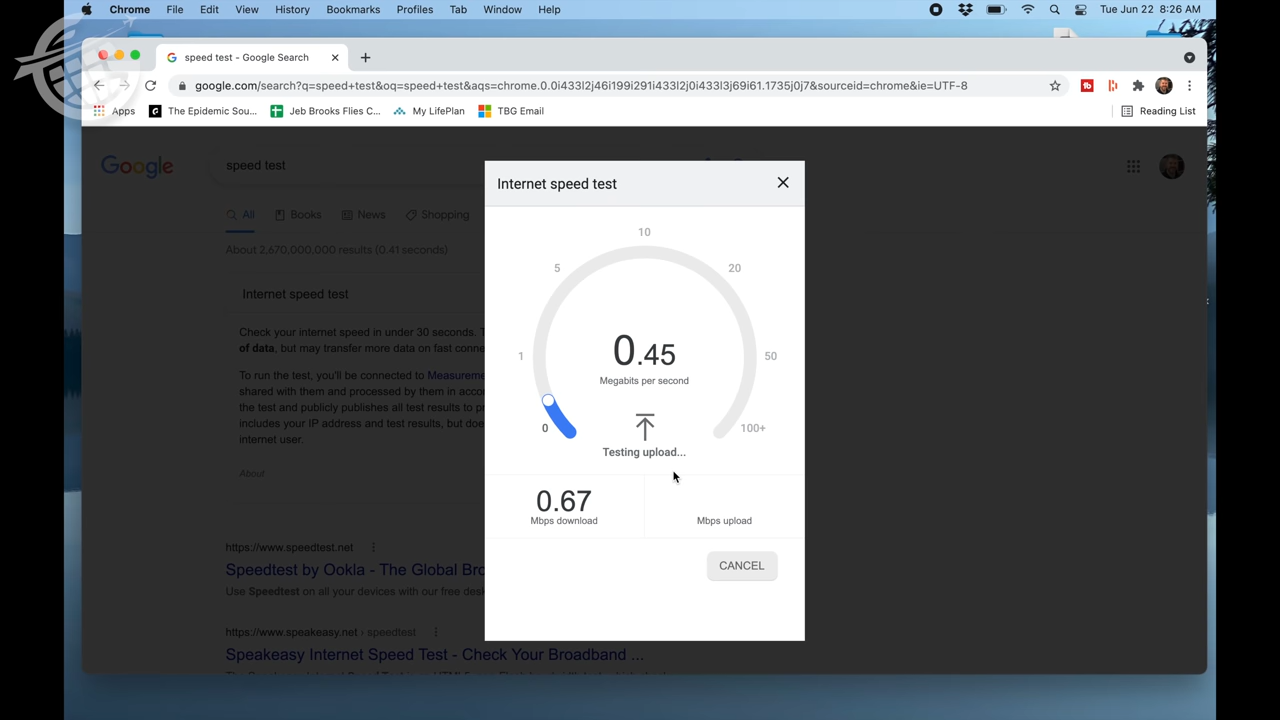 Chrome File Edit View History Bookmarks Profiles Tab Window Help Tue Jun 22 8:26 AM
speed test - Google Search
google.com/search?q=speed+test&oq=speed+test&aqs=chrome.0.0i433l2j46i199i291i433l2j0i433l3j69i61.1735j0j7&sourceid=chrome&ie=UTF-8
Apps The Epidemic Sou... Jeb Brooks Flies C... My LifePlan TBG Email Reading List
Google speed test
All Books News Shopping
About 2,670,000,000 results (0.41 seconds)
Internet speed test
Check your internet speed in under 30 seconds.
of data, but may transfer more data on fast conne
To run the test, you'll be connected to Measureme
shared with them and processed by them in acco
the test and publicly publishes all test results to pr
includes your IP address and test results, but doe
internet user.
About
https://www.speedtest.net
Speedtest by Ookla - The Global Bro
Use Speedtest on all your devices with our free desk
https://www.speakeasy.net › speedtest
Speakeasy Internet Speed Test - Check Your Broadband ...
Internet speed test
10
5 20
1 50
0.45
Megabits per second
0 100+
Testing upload...
0.67
Mbps download Mbps upload
CANCEL